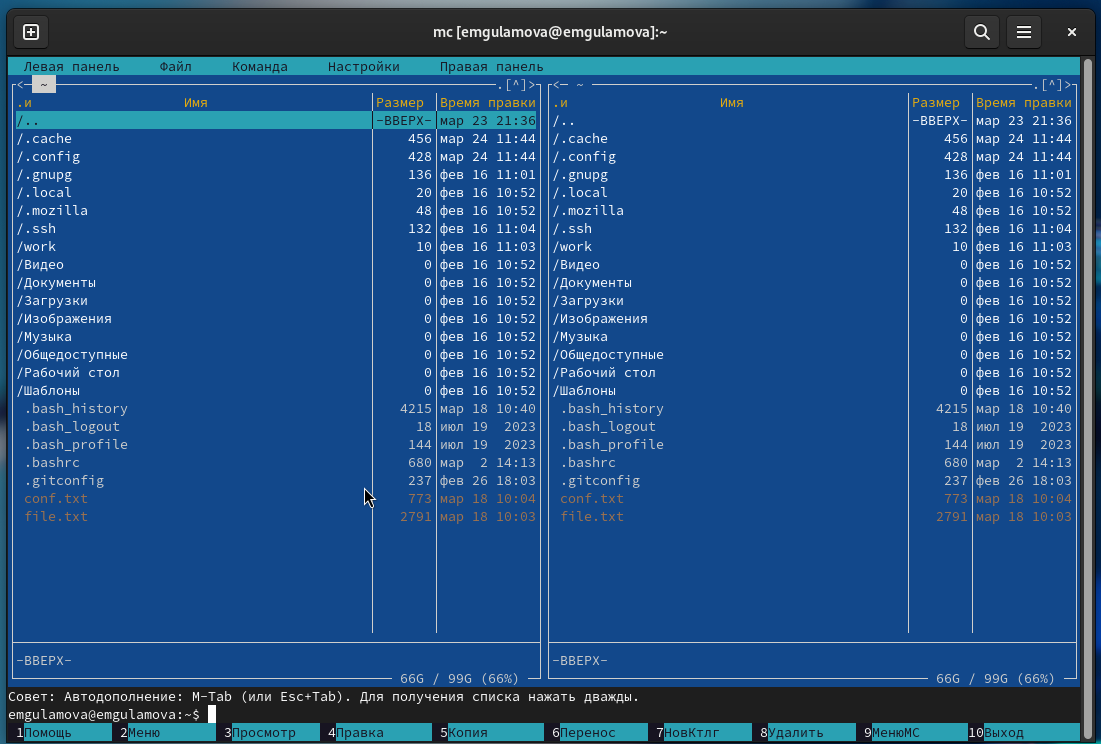 mc [emgulamova@emgulamova]:~
Левая панель Файл Команда Настройки Правая панель
<─ ~ .[^]> <─ ~ .[^]>
.и Имя Размер Время правки .и Имя Размер Время правки
/.. -ВВЕРХ- мар 23 21:36 /.. -ВВЕРХ- мар 23 21:36
/.cache 456 мар 24 11:44 /.cache 456 мар 24 11:44
/.config 428 мар 24 11:44 /.config 428 мар 24 11:44
/.gnupg 136 фев 16 11:01 /.gnupg 136 фев 16 11:01
/.local 20 фев 16 10:52 /.local 20 фев 16 10:52
/.mozilla 48 фев 16 10:52 /.mozilla 48 фев 16 10:52
/.ssh 132 фев 16 11:04 /.ssh 132 фев 16 11:04
/work 10 фев 16 11:03 /work 10 фев 16 11:03
/Видео 0 фев 16 10:52 /Видео 0 фев 16 10:52
/Документы 0 фев 16 10:52 /Документы 0 фев 16 10:52
/Загрузки 0 фев 16 10:52 /Загрузки 0 фев 16 10:52
/Изображения 0 фев 16 10:52 /Изображения 0 фев 16 10:52
/Музыка 0 фев 16 10:52 /Музыка 0 фев 16 10:52
/Общедоступные 0 фев 16 10:52 /Общедоступные 0 фев 16 10:52
/Рабочий стол 0 фев 16 10:52 /Рабочий стол 0 фев 16 10:52
/Шаблоны 0 фев 16 10:52 /Шаблоны 0 фев 16 10:52
.bash_history 4215 мар 18 10:40 .bash_history 4215 мар 18 10:40
.bash_logout 18 июл 19 2023 .bash_logout 18 июл 19 2023
.bash_profile 144 июл 19 2023 .bash_profile 144 июл 19 2023
.bashrc 680 мар 2 14:13 .bashrc 680 мар 2 14:13
.gitconfig 237 фев 26 18:03 .gitconfig 237 фев 26 18:03
conf.txt 773 мар 18 10:04 conf.txt 773 мар 18 10:04
file.txt 2791 мар 18 10:03 file.txt 2791 мар 18 10:03
-ВВЕРХ- -ВВЕРХ-
66G / 99G (66%) 66G / 99G (66%)
Совет: Автодополнение: M-Tab (или Esc+Tab). Для получения списка нажать дважды.
emgulamova@emgulamova:~$
1Помощь 2Меню 3Просмотр 4Правка 5Копия 6Перенос 7НовКтлг 8Удалить 9МенюMC 10Выход